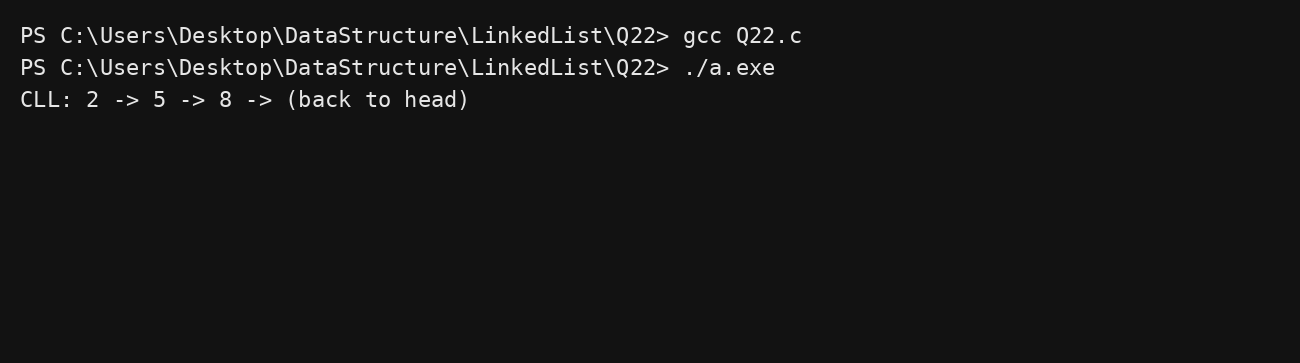 PS C:\Users\Desktop\DataStructure\LinkedList\Q22> gcc Q22.c
PS C:\Users\Desktop\DataStructure\LinkedList\Q22> ./a.exe
CLL: 2 -> 5 -> 8 -> (back to head)